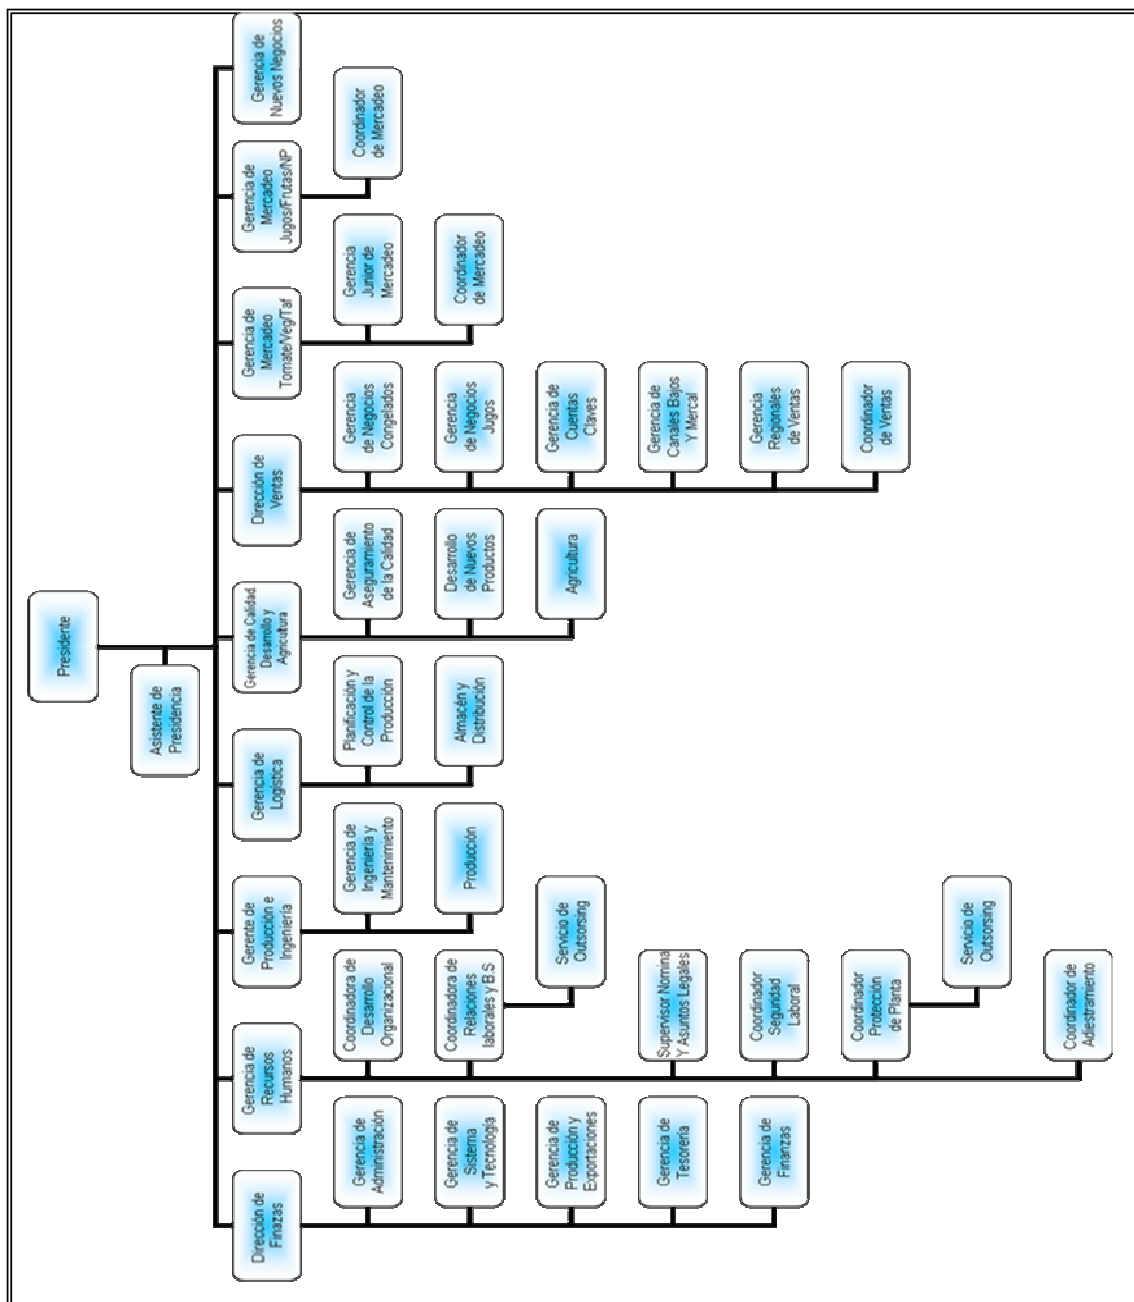 Presidente
Asistente de
Presidencia
Dirección de
Finazas
Gerencia de
Recursos
Humanos
Gerente de
Producción e
Ingeniería
Gerencia de
Logística
Gerencia de Calidad.
Desarrollo y
Agricultura
Dirección de
Ventas
Gerencia de
Mercadeo
Tomate/Veg/Taf
Gerencia de
Mercadeo
Jugos/Frutas/NP
Gerencia de
Nuevos Negocios
Gerencia de
Administración
Gerencia de
Sistema
y Tecnología
Gerencia de
Producción y
Exportaciones
Gerencia de
Tesorería
Gerencia de
Finanzas
Coordinadora de
Desarrollo
Organizacional
Coordinadora de
Relaciones
laborales y B.S
Servicio de
Outsorsing
Supervisor Nomina
Y Asuntos Legales
Coordinador
Seguridad
Laboral
Coordinador
Protección
de Planta
Servicio de
Outsorsing
Coordinador de
Adiestramiento
Gerencia de
Ingeniería y
Mantenimiento
Producción
Planificación y
Control de la
Producción
Almacén y
Distribución
Gerencia de
Aseguramiento
de la Calidad
Desarrollo
de Nuevos
Productos
Agricultura
Gerencia
de Negocios
Congelados
Gerencia
de Negocios
Jugos
Gerencia de
Cuentas
Claves
Gerencia de
Canales Bajos
Y Mercal
Gerencia
Regionales
de Ventas
Coordinador
de Ventas
Gerencia
Junior de
Mercadeo
Coordinador
de Mercadeo
Coordinador
de Mercadeo